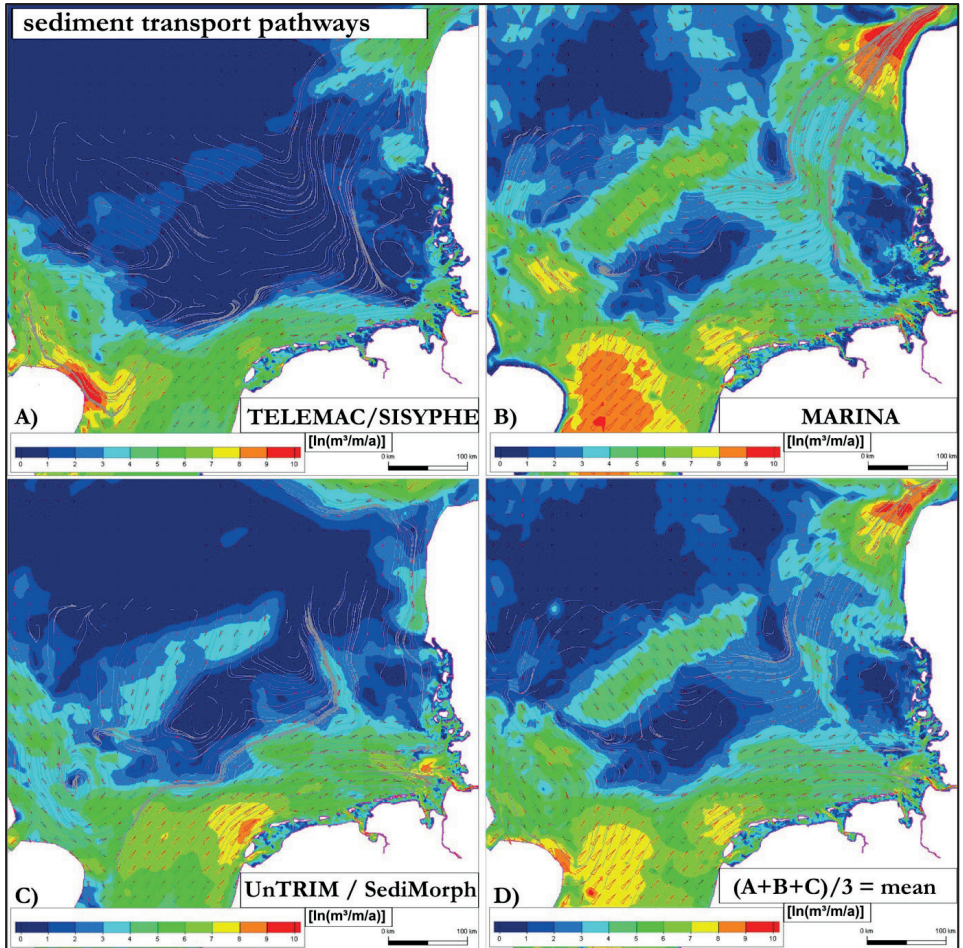 sediment transport pathways
A)
TELEMAC/SISYPHE
[ln(m³/m/a)]
0 1 2 3 4 5 6 7 8 9 10
0 km 100 km
B)
MARINA
[ln(m³/m/a)]
0 1 2 3 4 5 6 7 8 9 10
0 km 100 km
C)
UnTRIM / SediMorph
[ln(m³/m/a)]
0 1 2 3 4 5 6 7 8 9 10
0 km 100 km
D)
(A+B+C)/3 = mean
[ln(m³/m/a)]
0 1 2 3 4 5 6 7 8 9 10
0 km 100 km